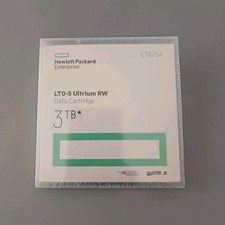 C7975A
Hewlett Packard
Enterprise
LTO-5 Ultrium RW
Data Cartridge
3TB*